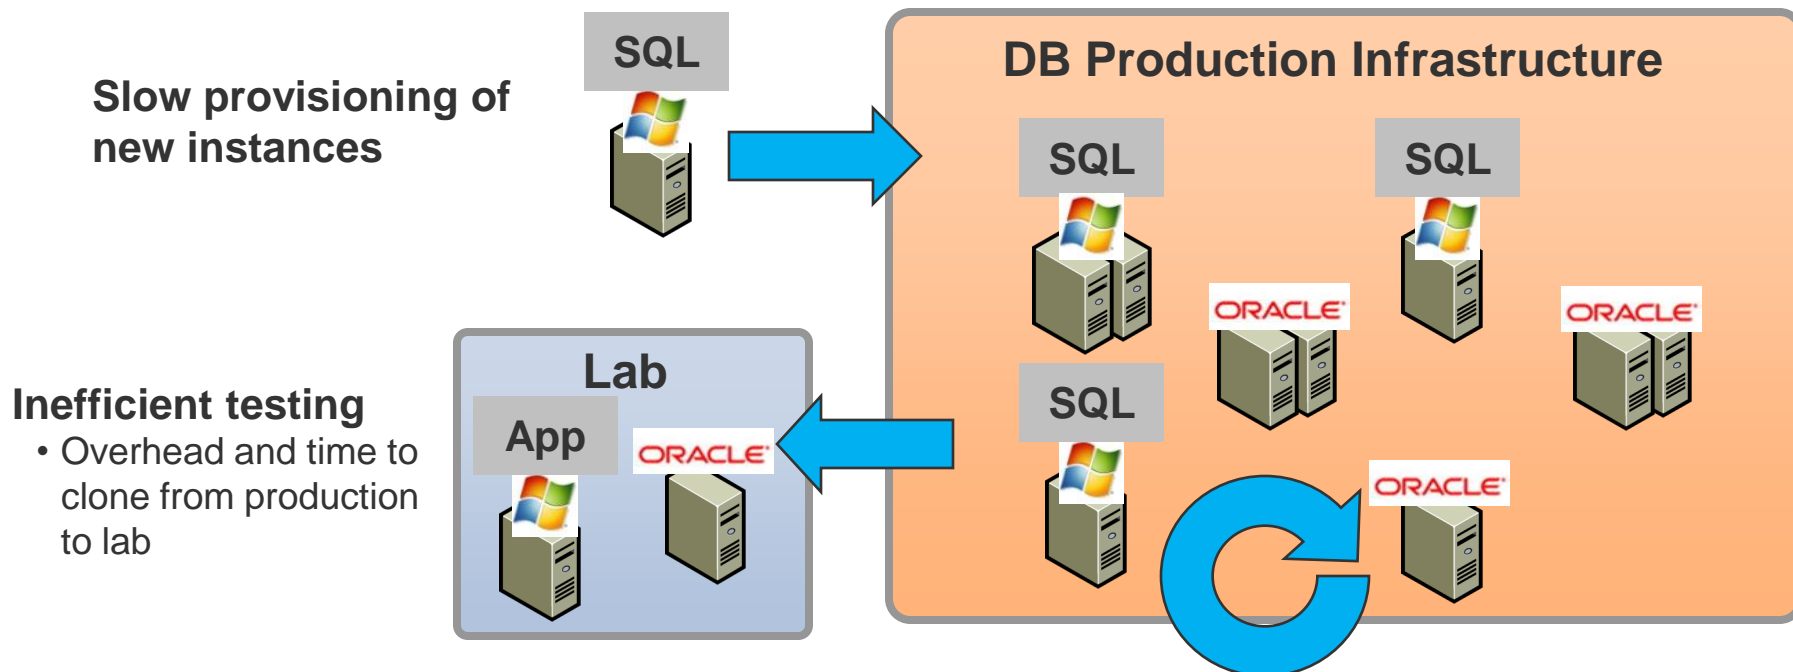 SQL
DB Production Infrastructure
Slow provisioning of
new instances
SQL
SQL
ORACLE
ORACLE
Lab
Inefficient testing
• Overhead and time to
clone from production
to lab
App
ORACLE
SQL
ORACLE